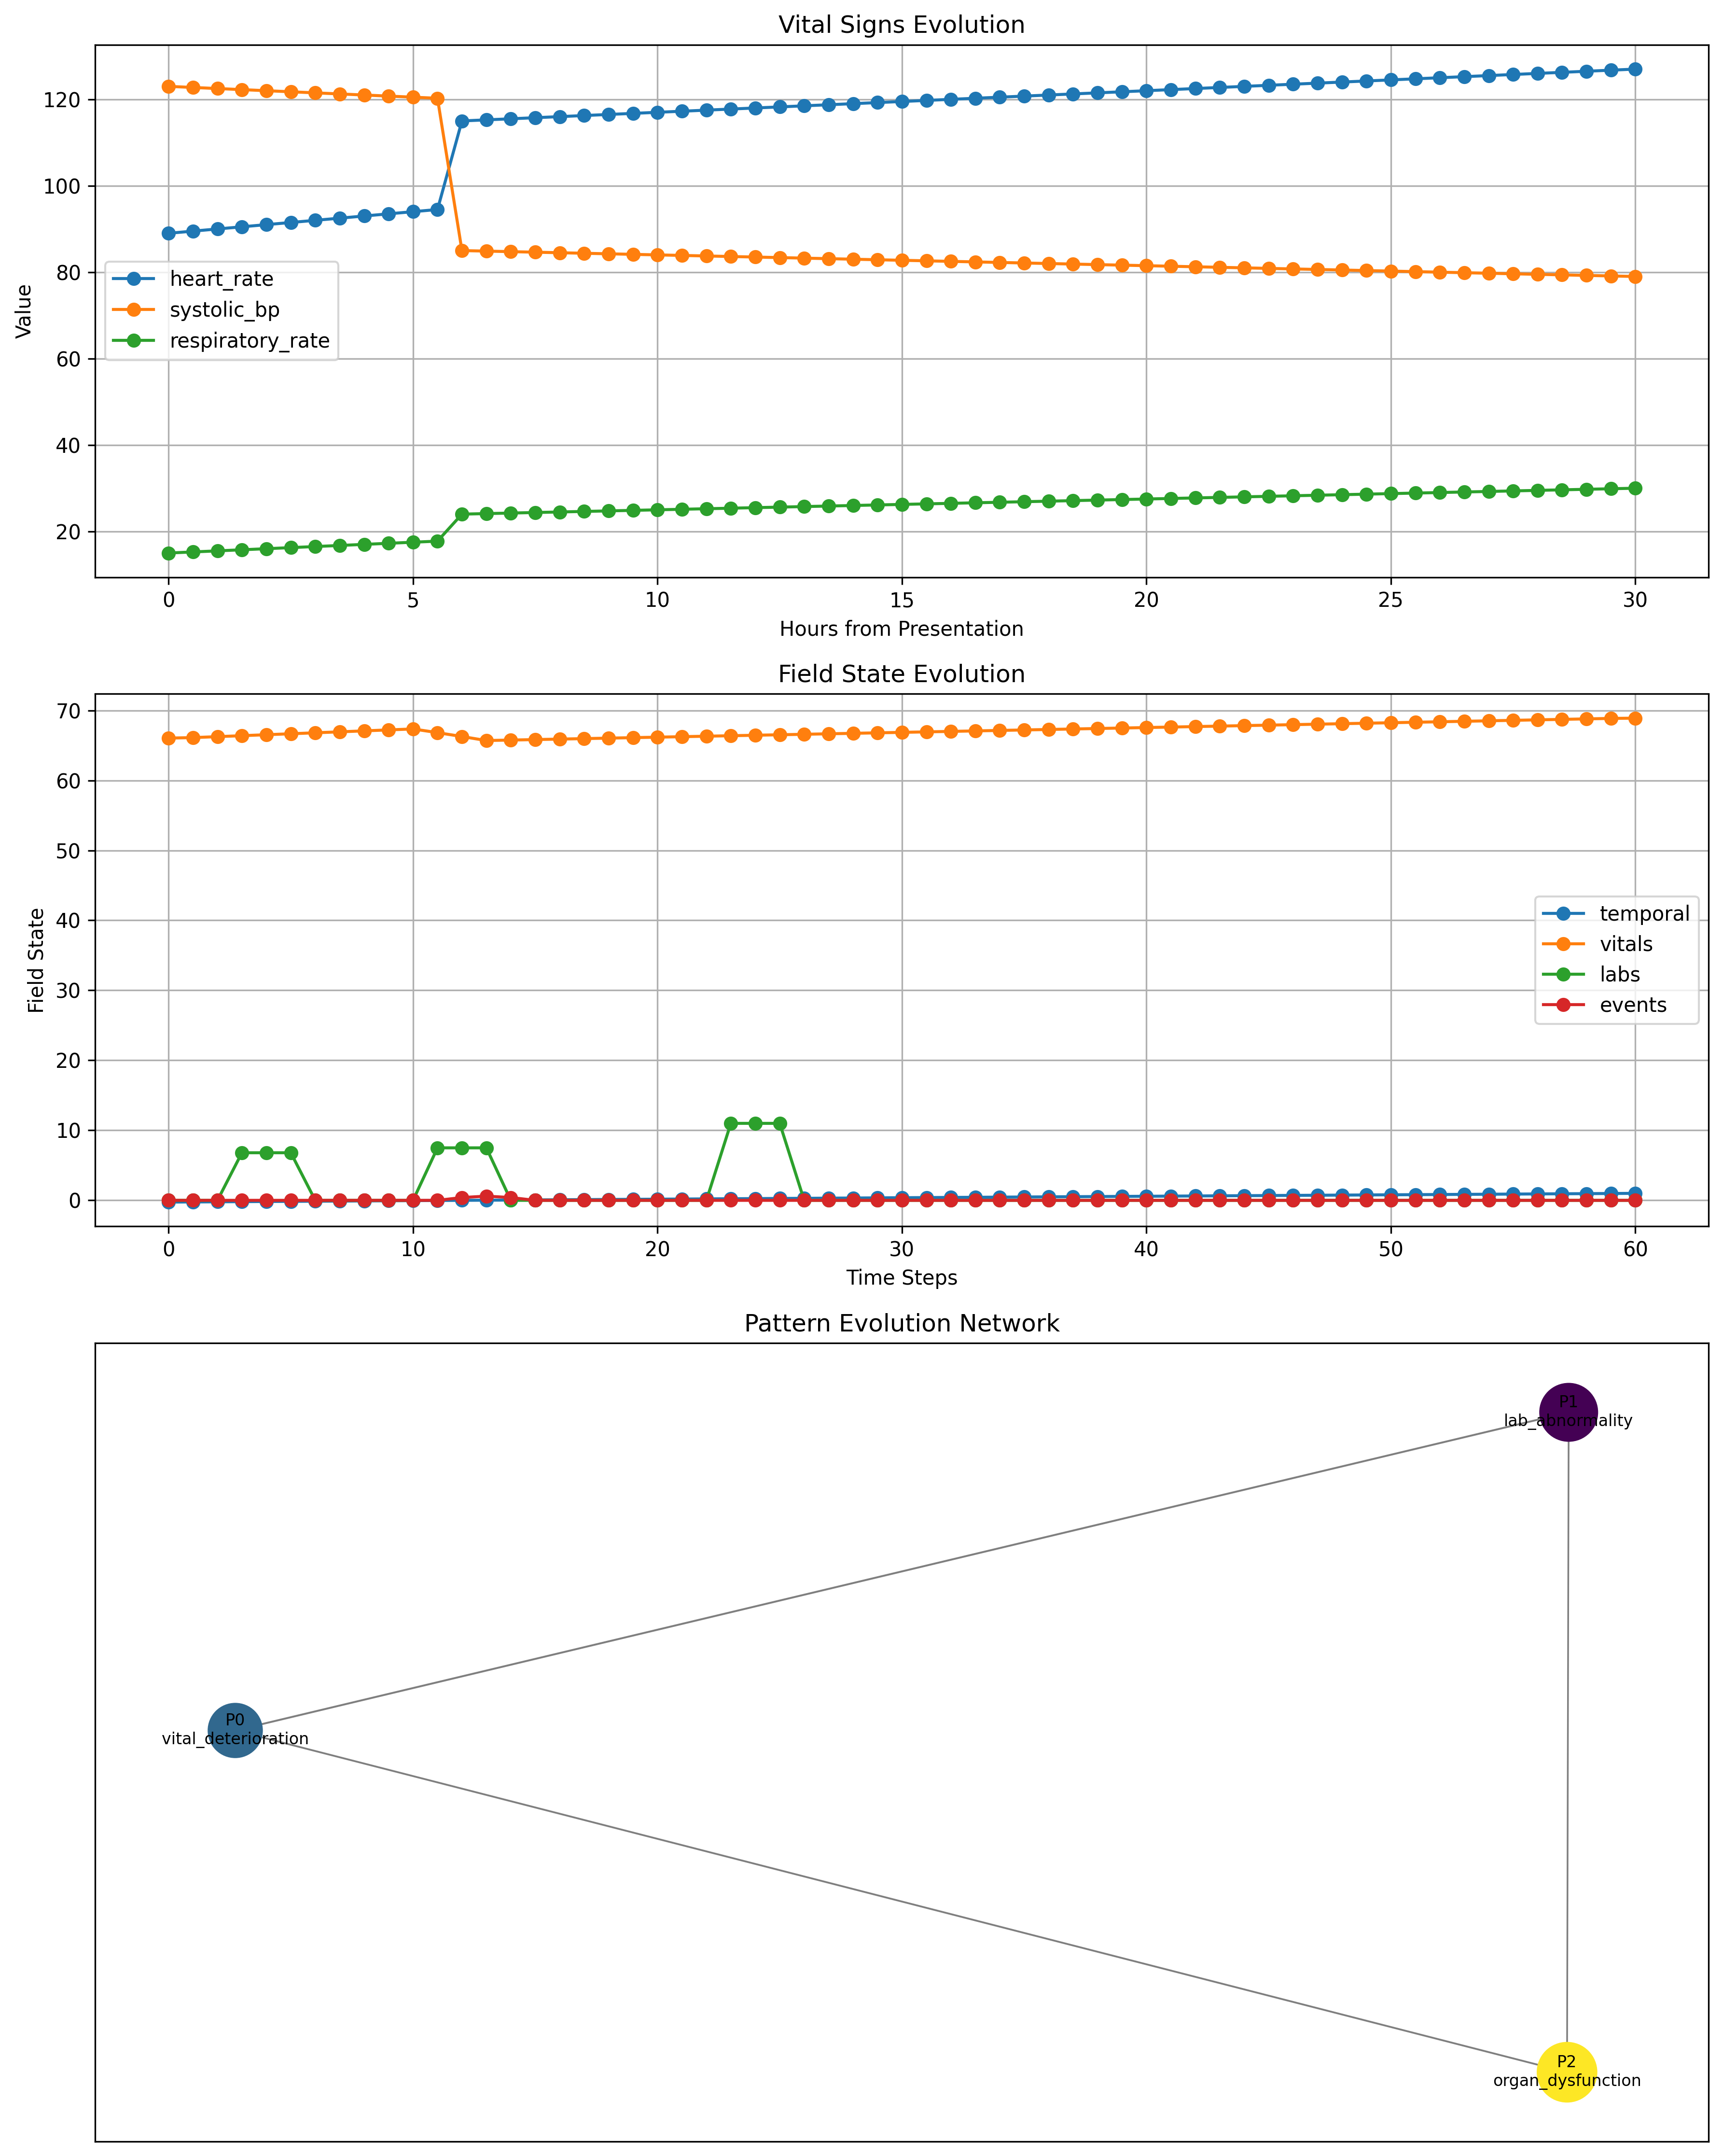 Vital Signs Evolution
120
100
80
60
40
20
Value
heart_rate
systolic_bp
respiratory_rate
0 5 10 15 20 25 30
Hours from Presentation
Field State Evolution
70
60
50
40
30
20
10
0
Field State
temporal
vitals
labs
events
0 10 20 30 40 50 60
Time Steps
Pattern Evolution Network
P1
lab_abnormality
P0
vital_deterioration
P2
organ_dysfunction